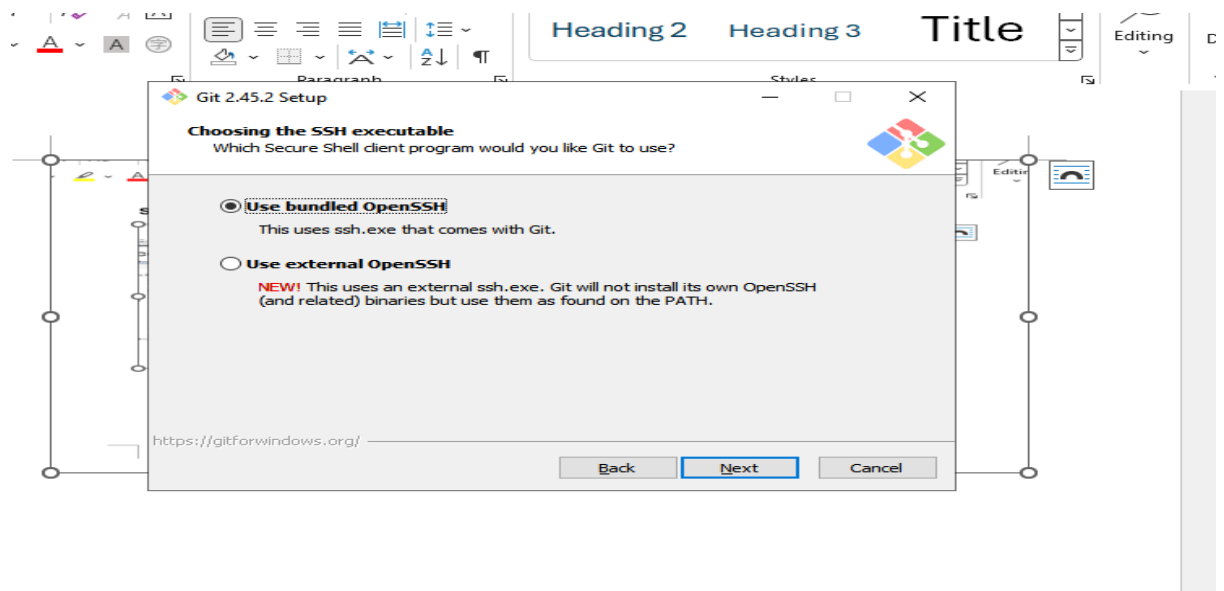 Heading 2 Heading 3 Title
Editing
Paragraph Styles
Git 2.45.2 Setup
Choosing the SSH executable
Which Secure Shell client program would you like Git to use?
Use bundled OpenSSH
This uses ssh.exe that comes with Git.
Use external OpenSSH
NEW! This uses an external ssh.exe. Git will not install its own OpenSSH
(and related) binaries but use them as found on the PATH.
https://gitforwindows.org/
Back Next Cancel